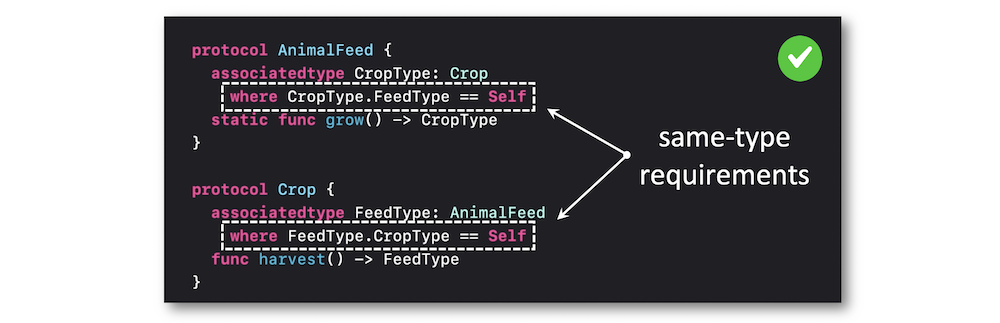 protocol AnimalFeed {
  associatedtype CropType: Crop
    where CropType.FeedType == Self
  static func grow() -> CropType
}
protocol Crop {
  associatedtype FeedType: AnimalFeed
    where FeedType.CropType == Self
  func harvest() -> FeedType
}
same-type
requirements